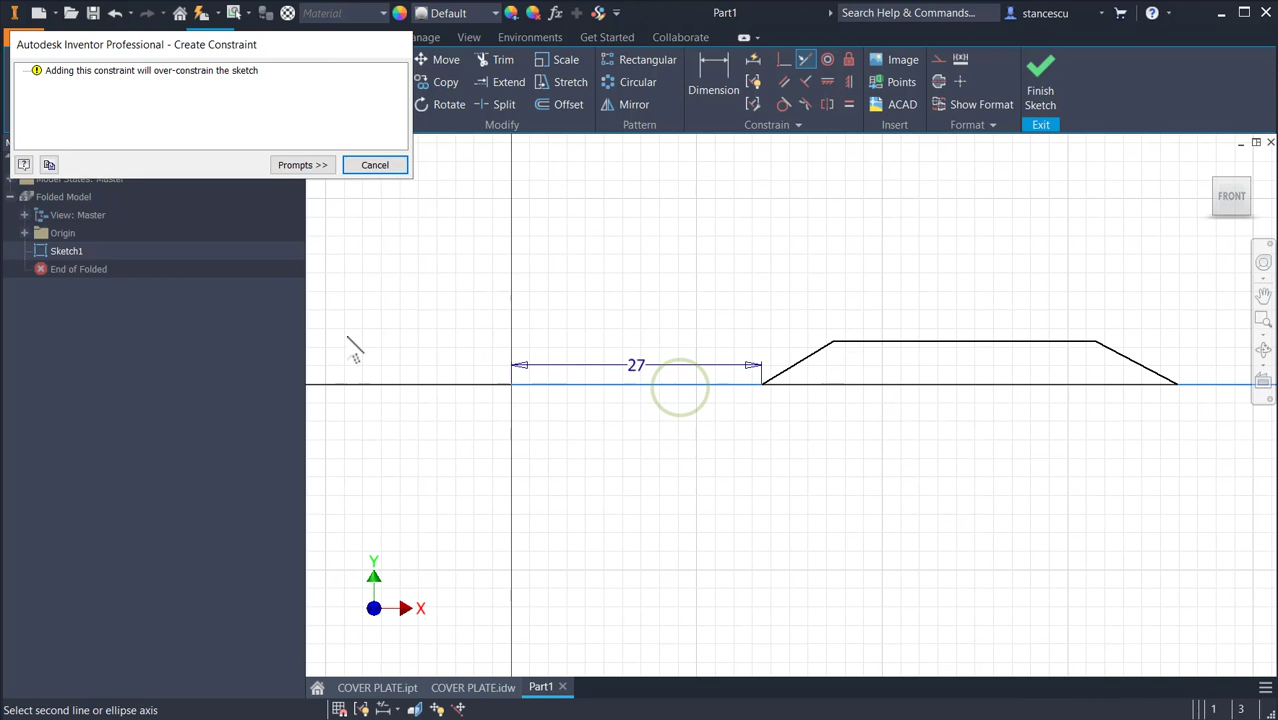 Material
Default
Part1
Search Help & Commands...
stancescu
Autodesk Inventor Professional - Create Constraint
Adding this constraint will over-constrain the sketch
Prompts >>
Cancel
View
Environments
Get Started
Collaborate
Move
Trim
Scale
Copy
Extend
Stretch
Rotate
Split
Offset
Modify
Rectangular
Circular
Mirror
Pattern
Dimension
Constrain
Image
Points
ACAD
Insert
Show Format
Format
Finish
Sketch
Exit
Folded Model
View: Master
Origin
Sketch1
End of Folded
27
FRONT
Y
X
COVER PLATE.ipt
COVER PLATE.idw
Part1
Select second line or ellipse axis
1
3